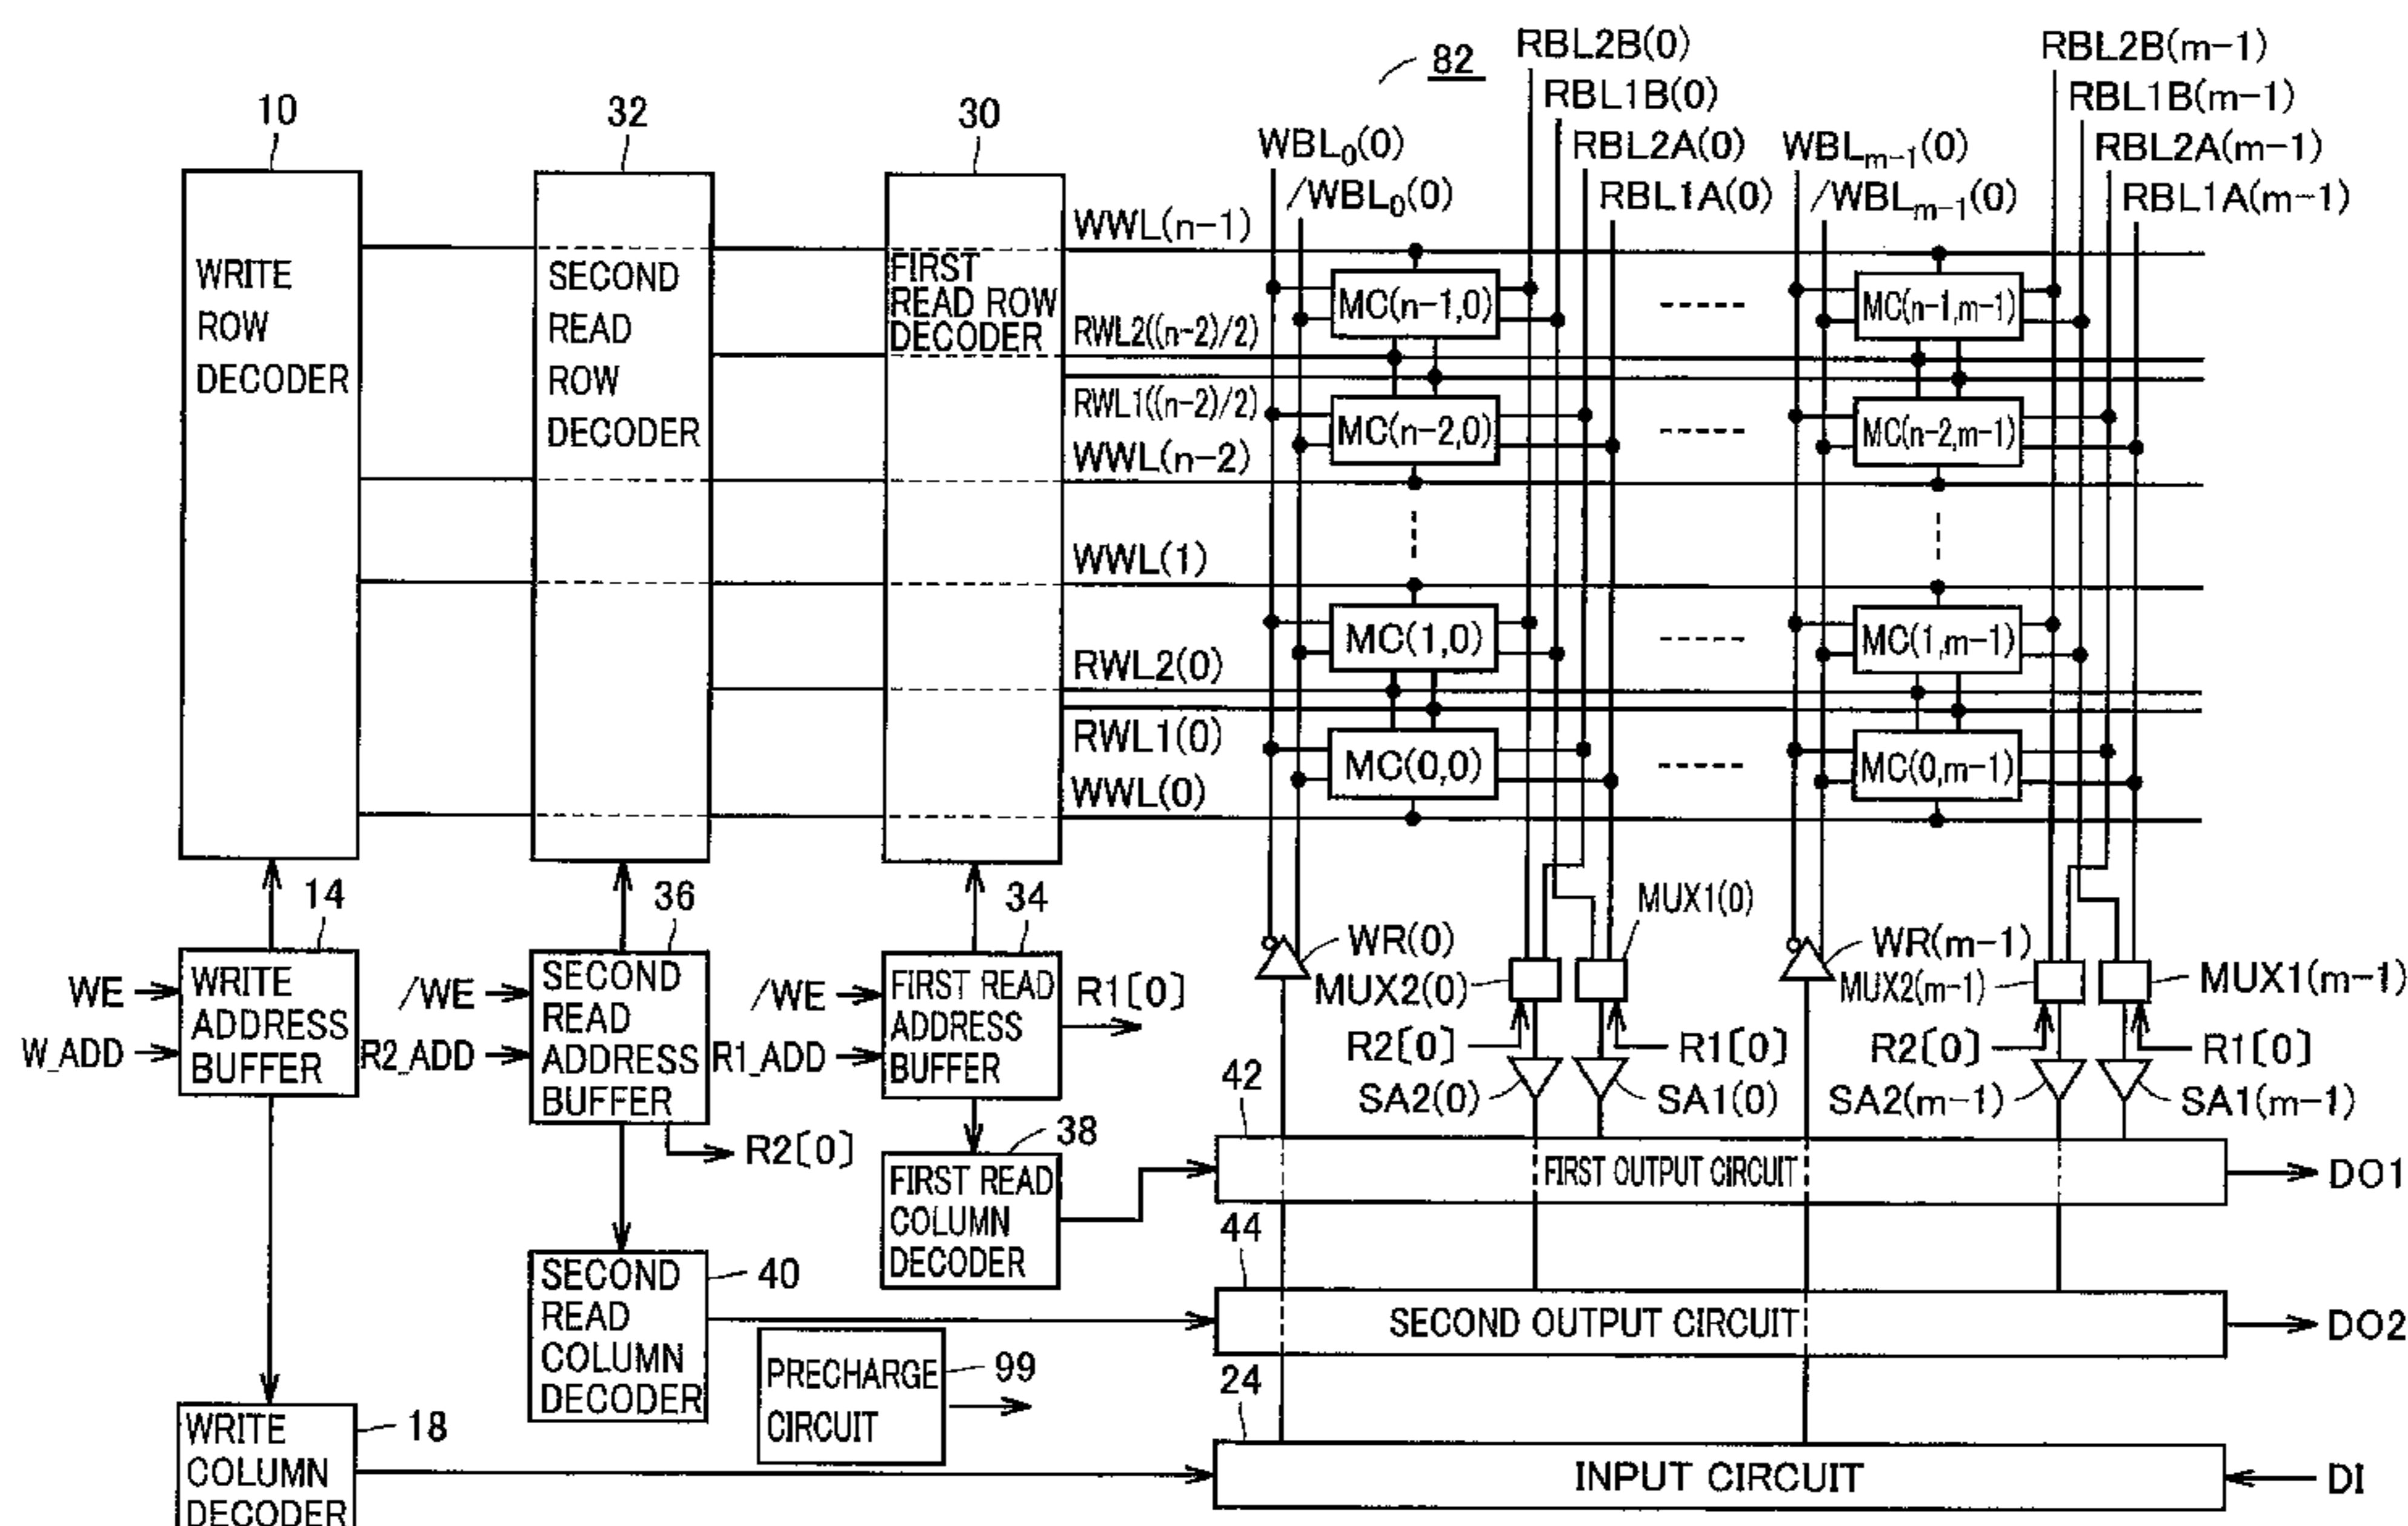 82
RBL2B(0)
RBL2B(m-1)
RBL1B(0)
RBL1B(m-1)
10
32
30
WBL₀(0)
RBL2A(0)
WBLₘ₋₁(0)
RBL2A(m-1)
/WBL₀(0)
RBL1A(0)
/WBLₘ₋₁(0)
RBL1A(m-1)
WWL(n-1)
WRITE
ROW
DECODER
SECOND
READ
ROW
DECODER
FIRST
READ ROW
DECODER
MC(n-1,0)
MC(n-1,m-1)
RWL2((n-2)/2)
RWL1((n-2)/2)
MC(n-2,0)
MC(n-2,m-1)
WWL(n-2)
WWL(1)
MC(1,0)
MC(1,m-1)
RWL2(0)
RWL1(0)
MC(0,0)
MC(0,m-1)
WWL(0)
14
36
34
MUX1(0)
WR(0)
WR(m-1)
MUX2(0)
MUX2(m-1)
MUX1(m-1)
WE
W_ADD
WRITE
ADDRESS
BUFFER
/WE
R2_ADD
SECOND
READ
ADDRESS
BUFFER
/WE
R1_ADD
FIRST READ
ADDRESS
BUFFER
R1[0]
R2[0]
R1[0]
R2[0]
R1[0]
SA2(0)
SA1(0)
SA2(m-1)
SA1(m-1)
R2[0]
38
FIRST READ
COLUMN
DECODER
42
FIRST OUTPUT CIRCUIT
DO1
40
SECOND
READ
COLUMN
DECODER
44
SECOND OUTPUT CIRCUIT
DO2
PRECHARGE
CIRCUIT
99
18
WRITE
COLUMN
DECODER
24
INPUT CIRCUIT
DI